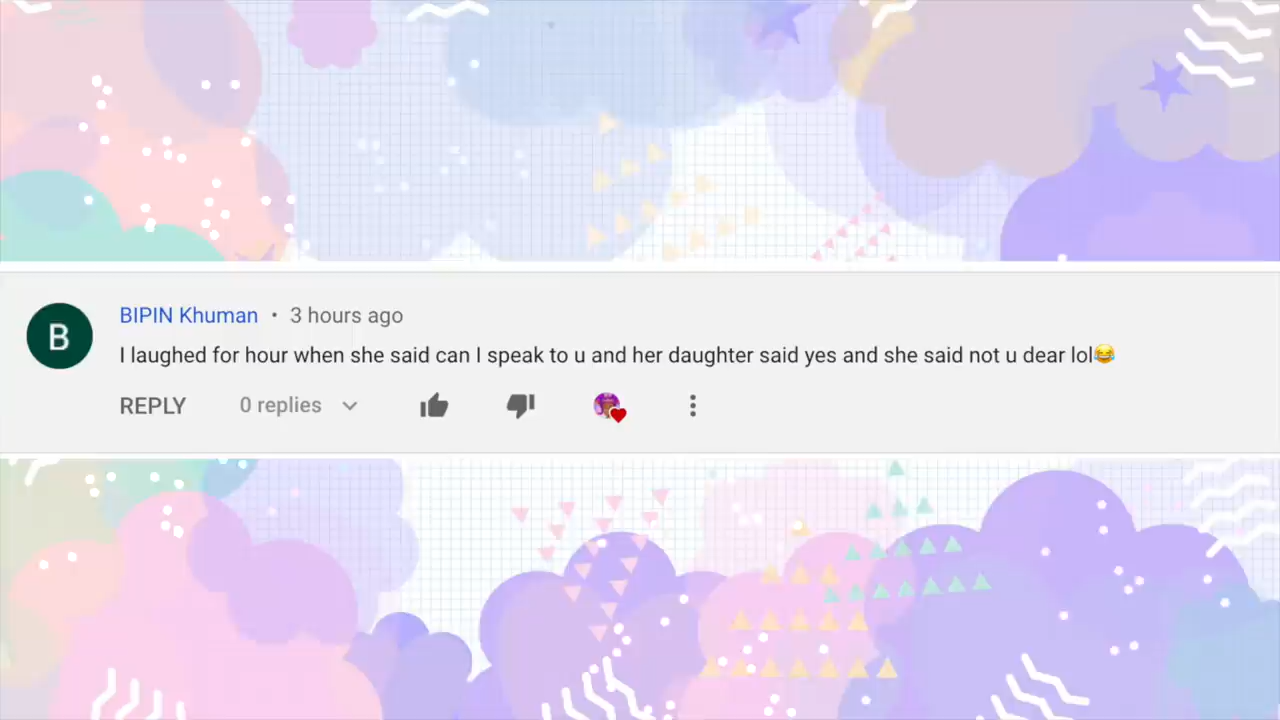 B
BIPIN Khuman • 3 hours ago
I laughed for hour when she said can I speak to u and her daughter said yes and she said not u dear lol😂
REPLY 0 replies